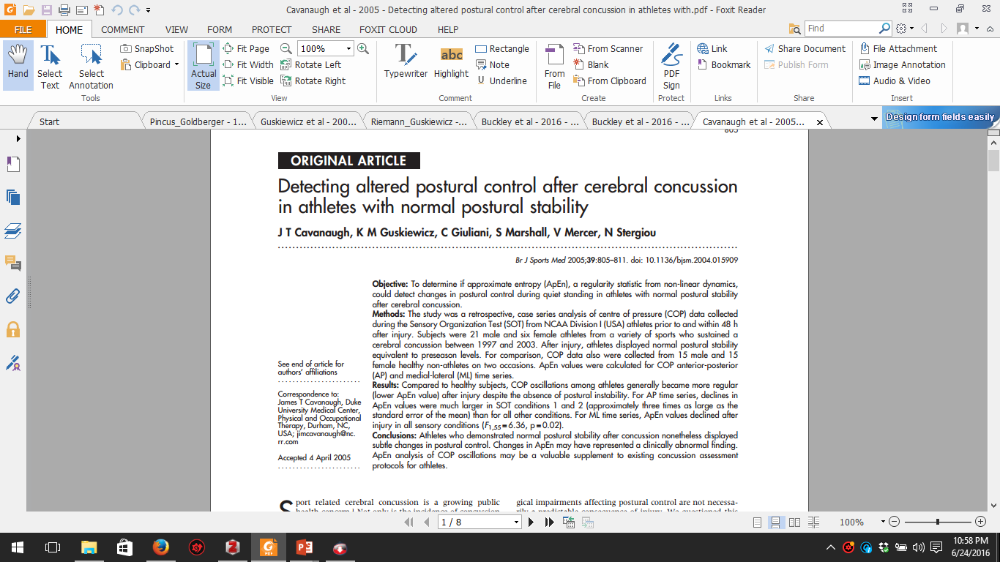 Cavanaugh et al - 2005 - Detecting altered postural control after cerebral concussion in athletes with.pdf - Foxit Reader
FILE HOME COMMENT VIEW FORM PROTECT SHARE FOXIT CLOUD HELP Find
Hand
Select Text
Select Annotation
SnapShot
Clipboard
Tools
Actual Size
Fit Page
Fit Width
Fit Visible
100%
Rotate Left
Rotate Right
View
Typewriter
abc
Highlight
Rectangle
Note
U Underline
Comment
From File
From Scanner
Blank
From Clipboard
Create
PDF Sign
Protect
Link
Bookmark
Links
Share Document
Publish Form
Share
File Attachment
Image Annotation
Audio & Video
Insert
Start
Pincus_Goldberger - 1...
Guskiewicz et al - 200...
Riemann_Guskiewicz -...
Buckley et al - 2016 - ...
Buckley et al - 2016 - ...
Cavanaugh et al - 2005...
Design form fields easily
805
ORIGINAL ARTICLE
Detecting altered postural control after cerebral concussion
in athletes with normal postural stability
J T Cavanaugh, K M Guskiewicz, C Giuliani, S Marshall, V Mercer, N Stergiou
Br J Sports Med 2005;39:805–811. doi: 10.1136/bjsm.2004.015909
See end of article for
authors' affiliations
Correspondence to:
James T Cavanaugh, Duke
University Medical Center,
Physical and Occupational
Therapy, Durham, NC,
USA; jimcavanaugh@nc.
rr.com
Accepted 4 April 2005
Objective: To determine if approximate entropy (ApEn), a regularity statistic from non-linear dynamics,
could detect changes in postural control during quiet standing in athletes with normal postural stability
after cerebral concussion.
Methods: The study was a retrospective, case series analysis of centre of pressure (COP) data collected
during the Sensory Organization Test (SOT) from NCAA Division I (USA) athletes prior to and within 48 h
after injury. Subjects were 21 male and six female athletes from a variety of sports who sustained a
cerebral concussion between 1997 and 2003. After injury, athletes displayed normal postural stability
equivalent to preseason levels. For comparison, COP data also were collected from 15 male and 15
female healthy non-athletes on two occasions. ApEn values were calculated for COP anterior-posterior
(AP) and medial-lateral (ML) time series.
Results: Compared to healthy subjects, COP oscillations among athletes generally became more regular
(lower ApEn value) after injury despite the absence of postural instability. For AP time series, declines in
ApEn values were much larger in SOT conditions 1 and 2 (approximately three times as large as the
standard error of the mean) than for all other conditions. For ML time series, ApEn values declined after
injury in all sensory conditions (F1,55=6.36, p=0.02).
Conclusions: Athletes who demonstrated normal postural stability after concussion nonetheless displayed
subtle changes in postural control. Changes in ApEn may have represented a clinically abnormal finding.
ApEn analysis of COP oscillations may be a valuable supplement to existing concussion assessment
protocols for athletes.
Sport related cerebral concussion is a growing public
health concern.1 Not only is the incidence of concussion
gical impairments affecting postural control are not necessa-
rily a predictable consequence of injury. We questioned this
1 / 8
100%
10:58 PM
6/24/2016